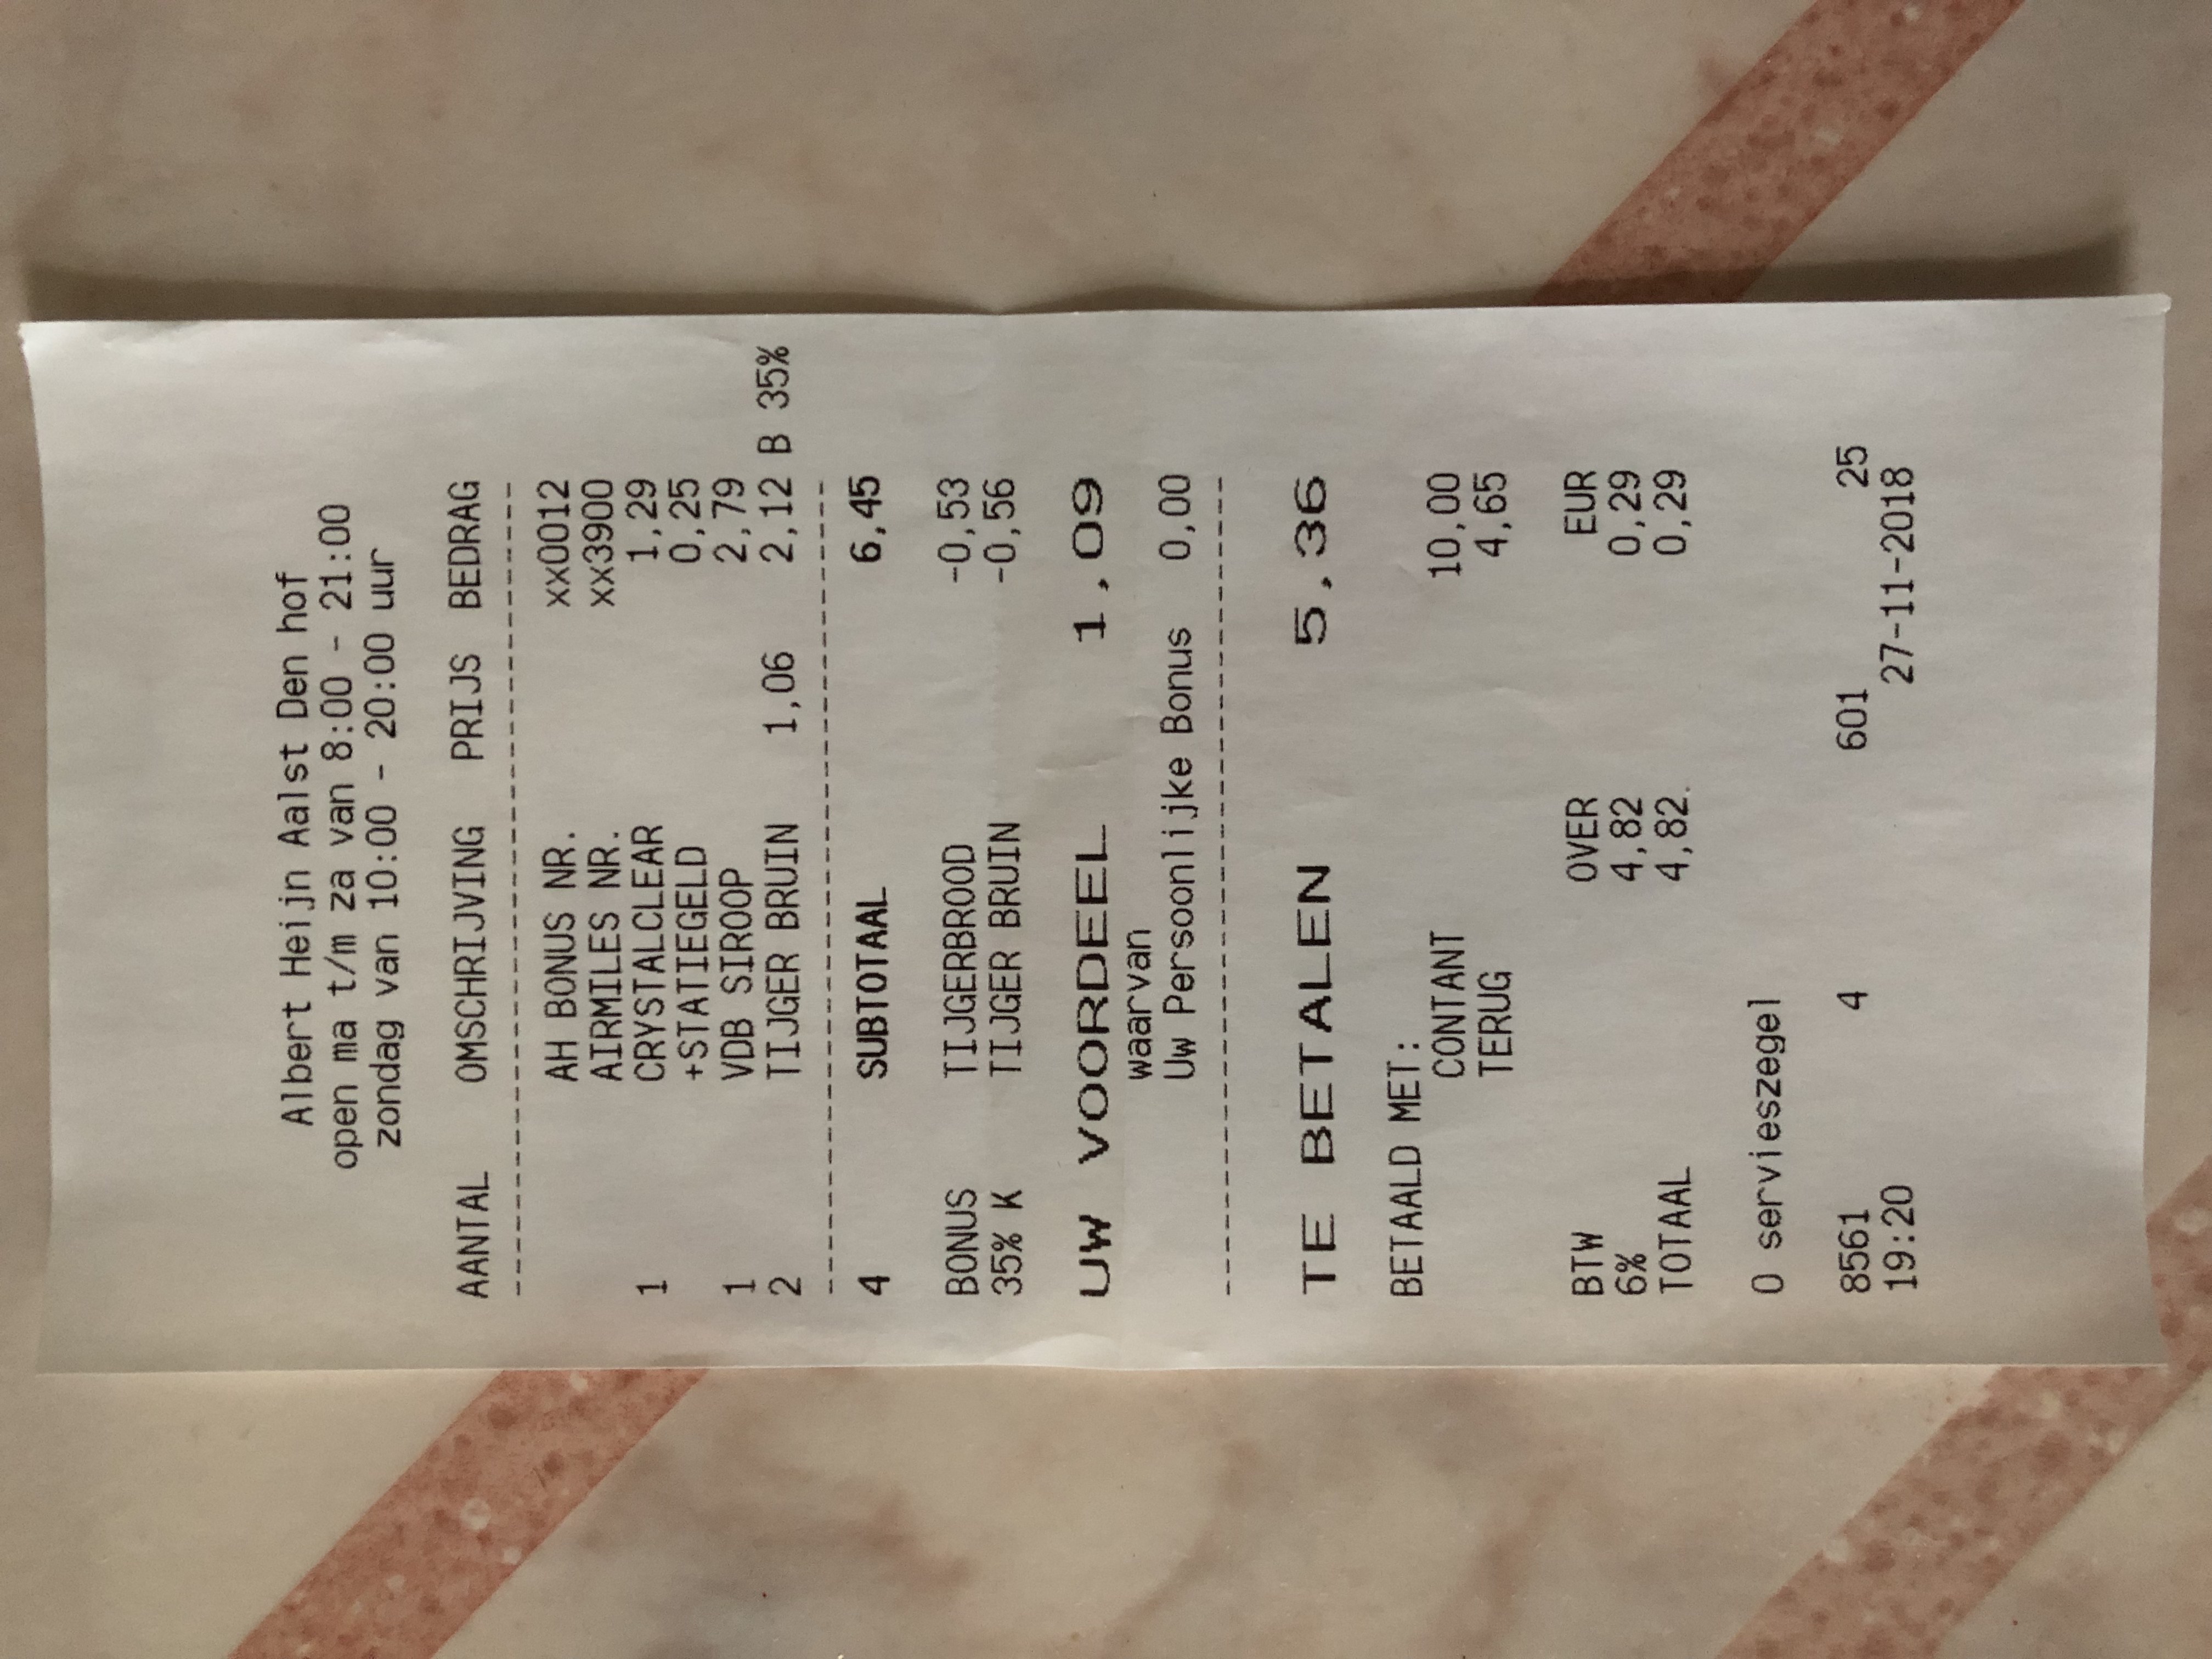 Albert Heijn Aalst Den hof
open ma t/m za van 8:00 - 21:00
zondag van 10:00 - 20:00 uur
AANTAL OMSCHRIJVING PRIJS BEDRAG
AH BONUS NR. xx0012
AIRMILES NR. xx3900
1 CRYSTALCLEAR 1,29
+STATIEGELD 0,25
1 VDB SIROOP 2,79
2 TIJGER BRUIN 1,06 2,12 B 35%
4 SUBTOTAAL 6,45
BONUS TIJGERBROOD -0,53
35% K TIJGER BRUIN -0,56
UW VOORDEEL 1,09
waarvan
Uw Persoonlijke Bonus 0,00
TE BETALEN 5,36
BETAALD MET:
CONTANT 10,00
TERUG 4,65
BTW OVER EUR
6% 4,82 0,29
TOTAAL 4,82 0,29
0 servieszegel
8561 4 601 25
19:20 27-11-2018